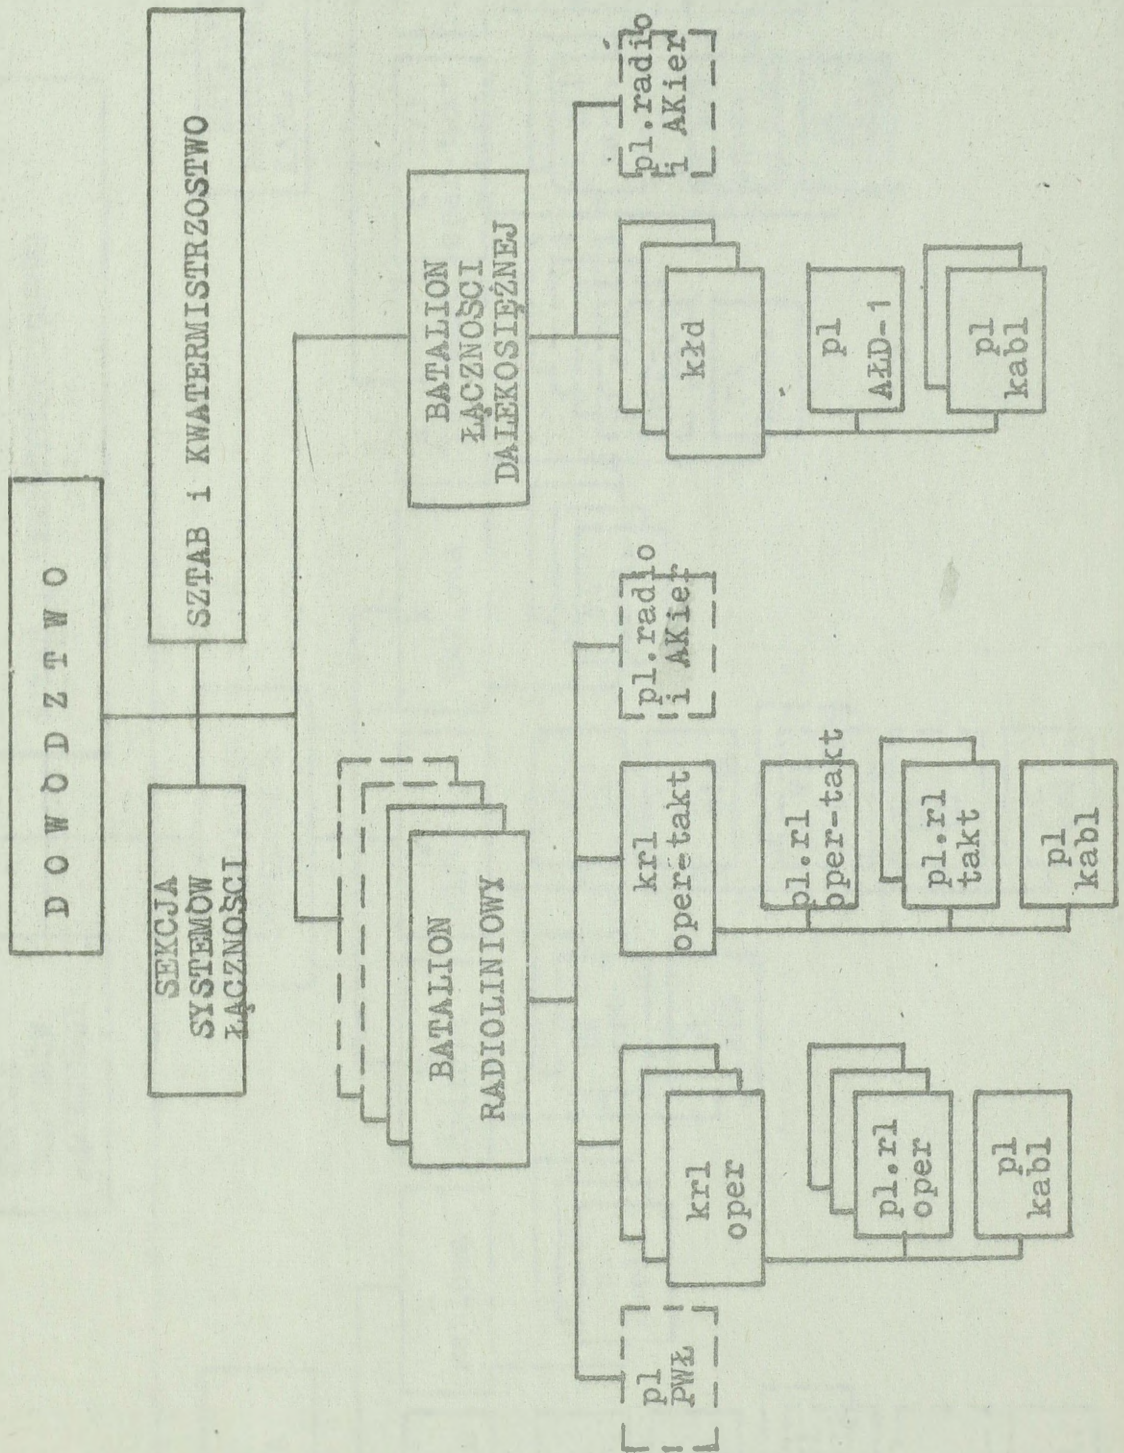 D O W Ó D Z T W O
SEKCJA
SYSTEMÓW
ŁĄCZNOŚCI
SZTAB i KWATERMISTRZOSTWO
BATALION
RADIOLINIOWY
BATALION
ŁĄCZNOŚCI
DALEKOSIĘŻNEJ
pl
PWŁ
krl
oper
pl.rl
oper
pl
kabl
krl
oper-takt
pl.rl
oper-takt
pl.rl
takt
pl
kabl
pl.radio
i AKier
kłd
pl
AŁD-1
pl
kabl
pl.radio
i AKier